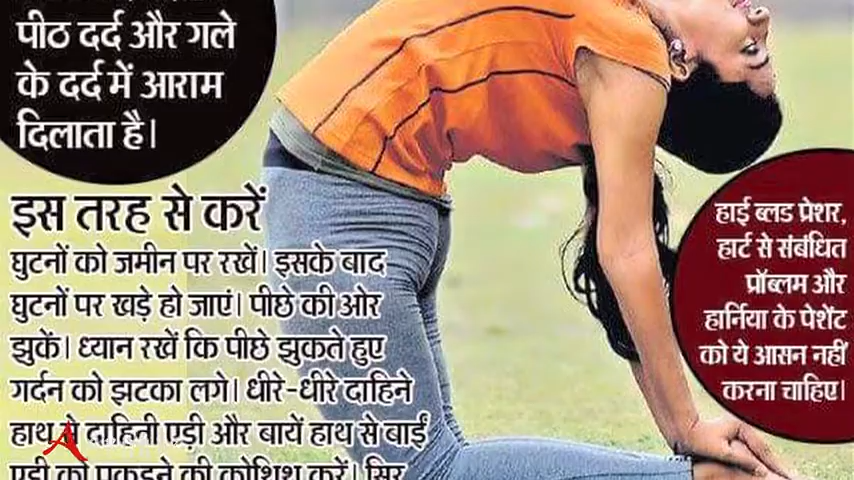 पीठ दर्द और गले
के दर्द में आराम
दिलाता है।
इस तरह से करें
घुटनों को जमीन पर रखें। इसके बाद
घुटनों पर खड़े हो जाएं। पीछे की ओर
झुकें। ध्यान रखें कि पीछे झुकते हुए
गर्दन को झटका लगे। धीरे-धीरे दाहिने
हाथ से दाहिनी एड़ी और बायें हाथ से बाईं
एड़ी को पकड़ने की कोशिश करें। सिर
हाई ब्लड प्रेशर,
हार्ट से संबंधित
प्रॉब्लम और
हार्निया के पेशेंट
को ये आसन नहीं
करना चाहिए।